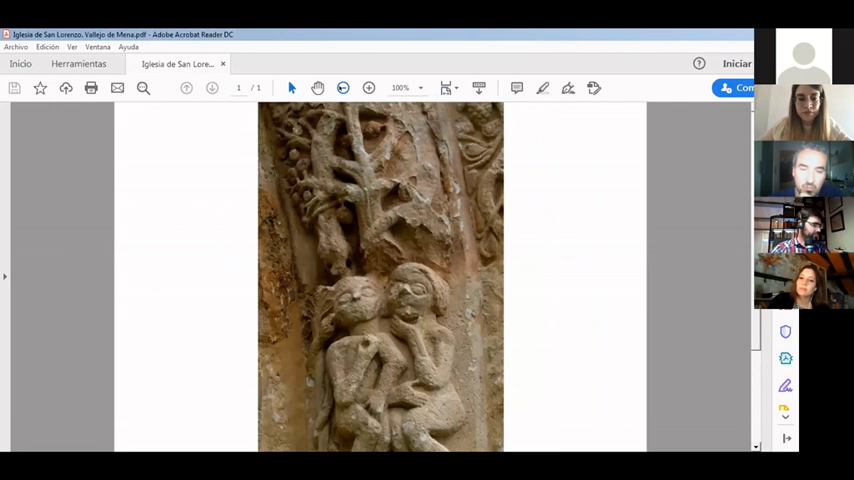 Iglesia de San Lorenzo. Vallejo de Mena.pdf - Adobe Acrobat Reader DC
Archivo Edición Ver Ventana Ayuda
Inicio Herramientas Iglesia de San Lore... × ? Iniciar
1 / 1 100% Com